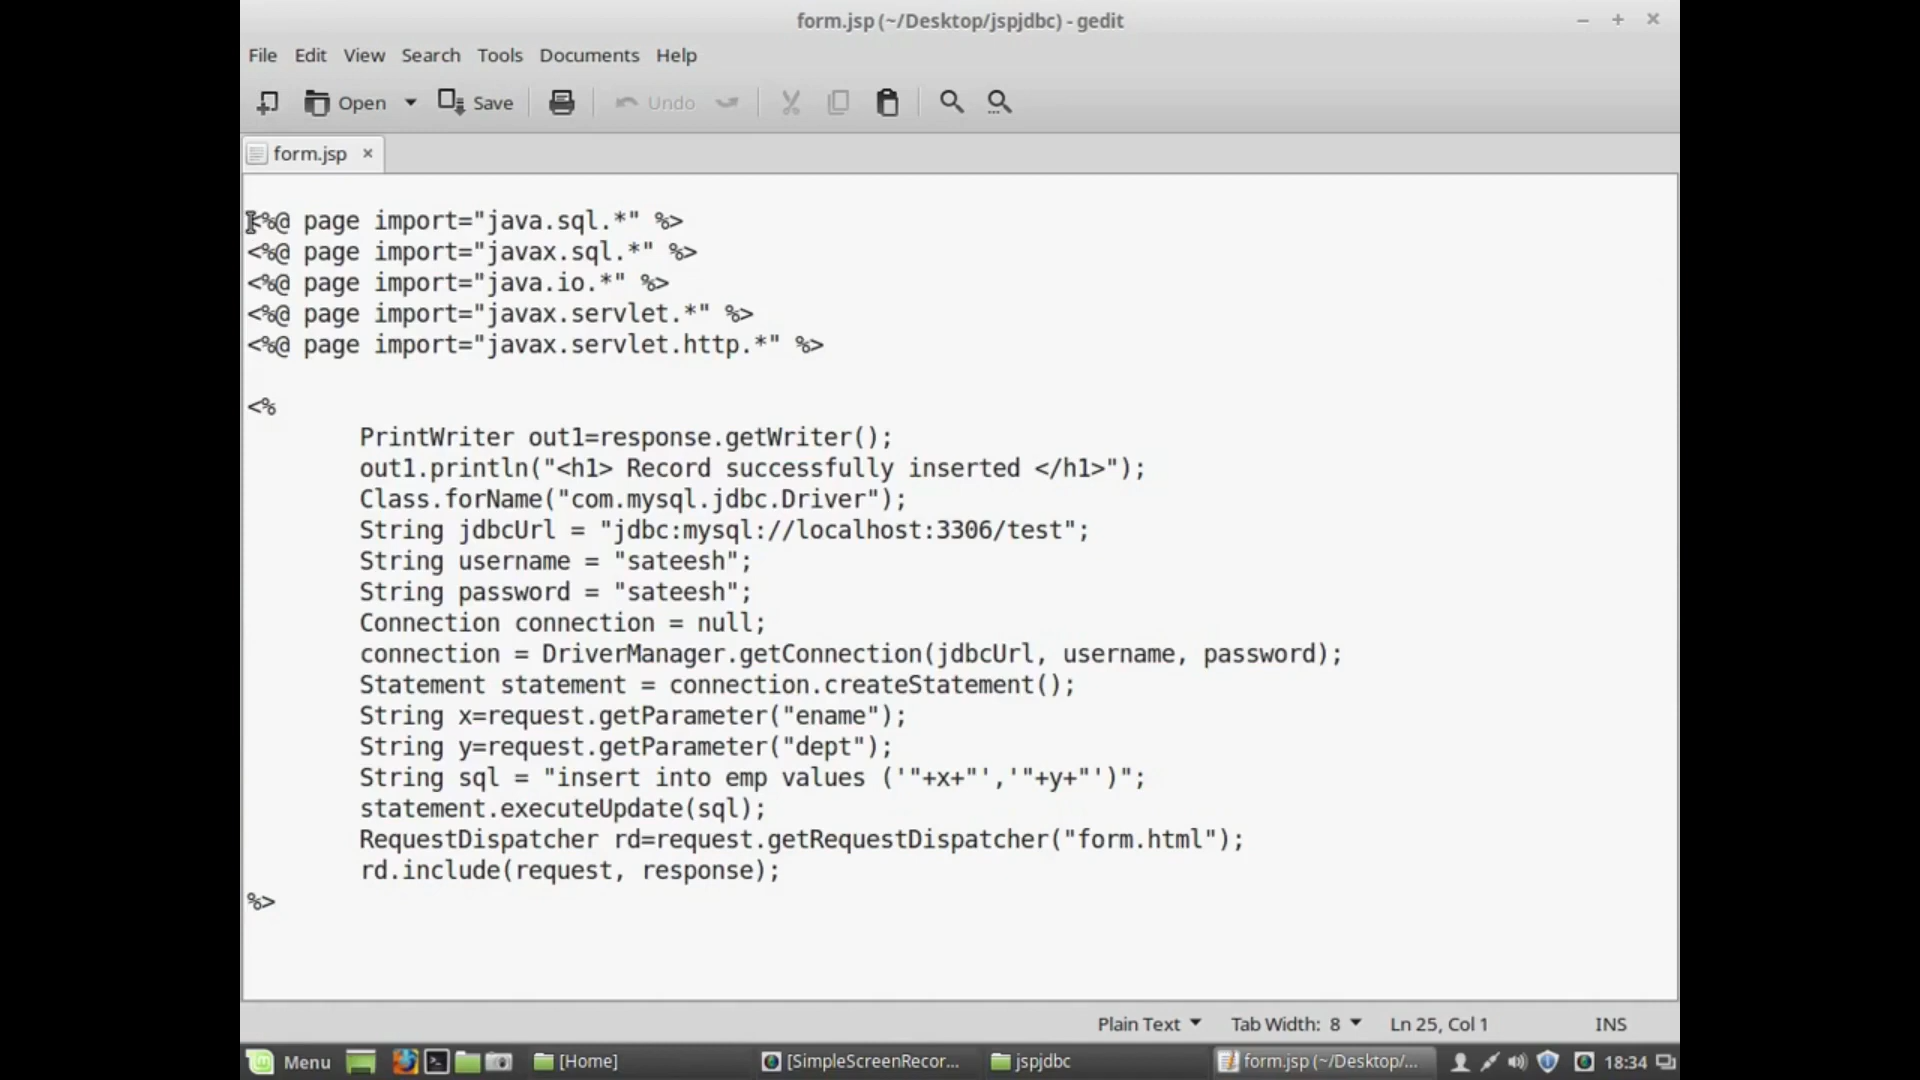 form.jsp (~/Desktop/jspjdbc) - gedit
File Edit View Search Tools Documents Help
Open Save Undo
form.jsp
<%@ page import="java.sql.*" %>
<%@ page import="javax.sql.*" %>
<%@ page import="java.io.*" %>
<%@ page import="javax.servlet.*" %>
<%@ page import="javax.servlet.http.*" %>
<%
PrintWriter out1=response.getWriter();
out1.println("<h1> Record successfully inserted </h1>");
Class.forName("com.mysql.jdbc.Driver");
String jdbcUrl = "jdbc:mysql://localhost:3306/test";
String username = "sateesh";
String password = "sateesh";
Connection connection = null;
connection = DriverManager.getConnection(jdbcUrl, username, password);
Statement statement = connection.createStatement();
String x=request.getParameter("ename");
String y=request.getParameter("dept");
String sql = "insert into emp values ('"+x+"','"+y+"')";
statement.executeUpdate(sql);
RequestDispatcher rd=request.getRequestDispatcher("form.html");
rd.include(request, response);
%>
Plain Text Tab Width: 8 Ln 25, Col 1 INS
Menu [Home] [SimpleScreenRecor... jspjdbc form.jsp (~/Desktop/... 18:34